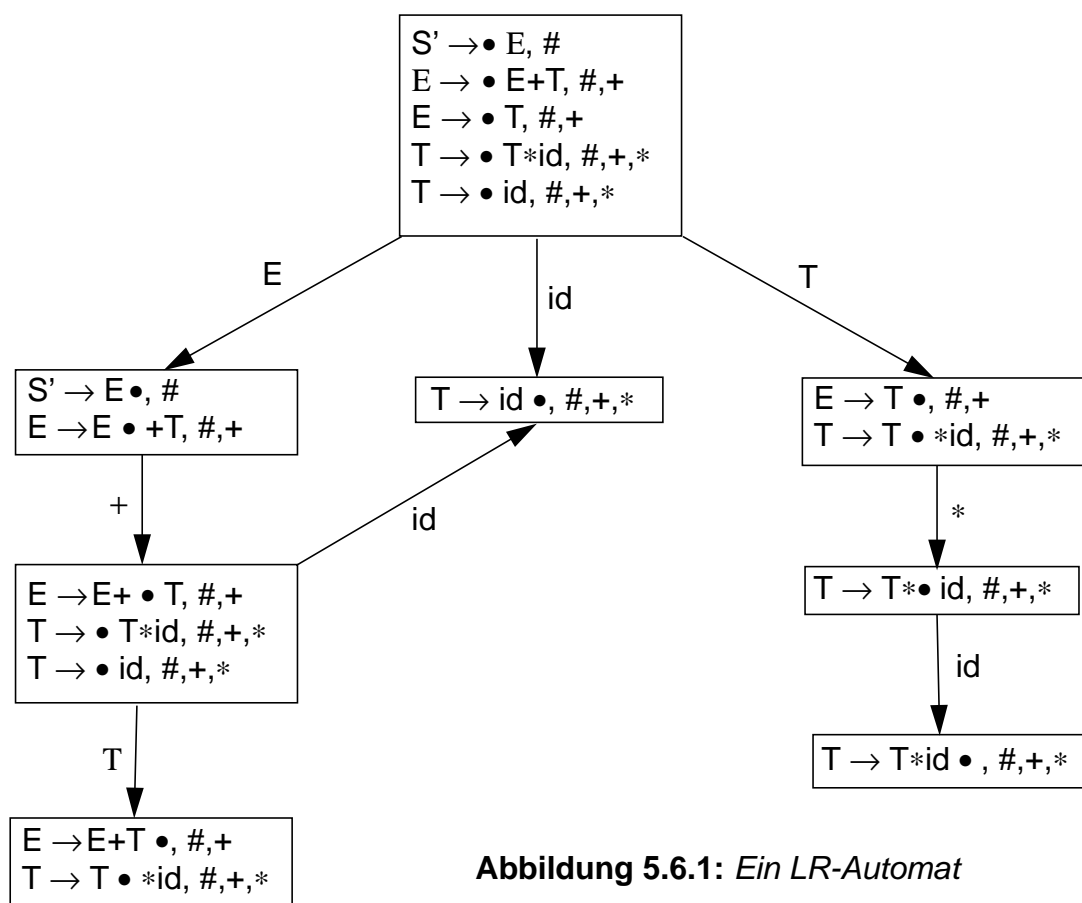 S' → • E, #
E → • E+T, #,+
E → • T, #,+
T → • T*id, #,+,*
T → • id, #,+,*
E
id
T
S' → E •, #
E → E • +T, #,+
T → id •, #,+,*
E → T •, #,+
T → T • *id, #,+,*
+
id
*
E → E+ • T, #,+
T → • T*id, #,+,*
T → • id, #,+,*
T → T*• id, #,+,*
id
T
T → T*id • , #,+,*
E → E+T •, #,+
T → T • *id, #,+,*
Abbildung 5.6.1: Ein LR-Automat